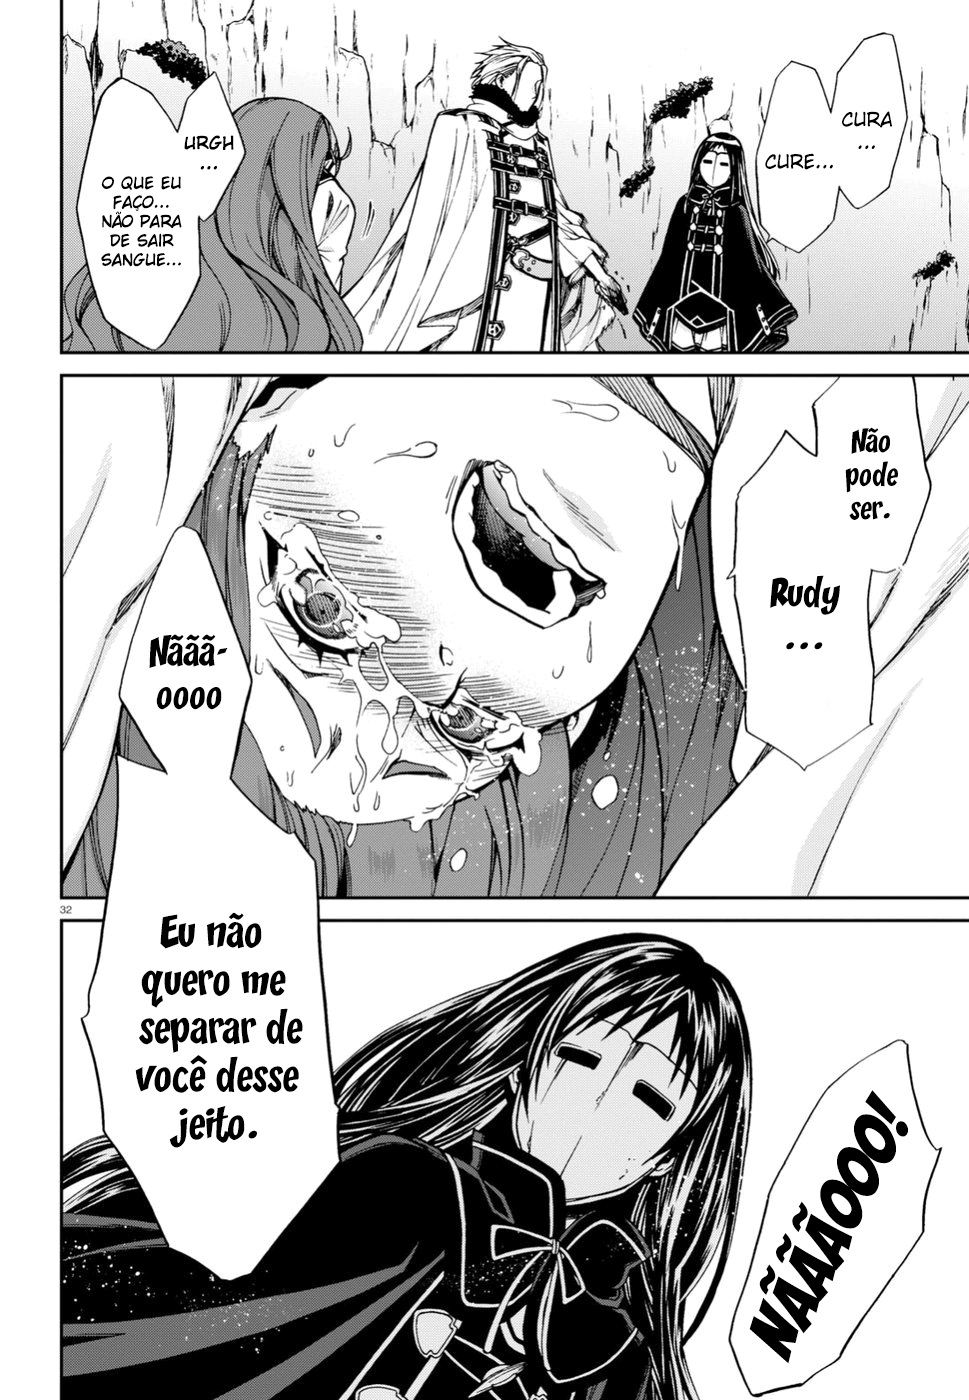 CURA
...
CURE...
URGH
...
O QUE EU
FAÇO...
NÃO PARA
DE SAIR
SANGUE...
Não
pode
ser.
Rudy
...
Nããã-
oooo
32
Eu não
quero me
separar de
você desse
jeito.
NÃÃÃOOO!